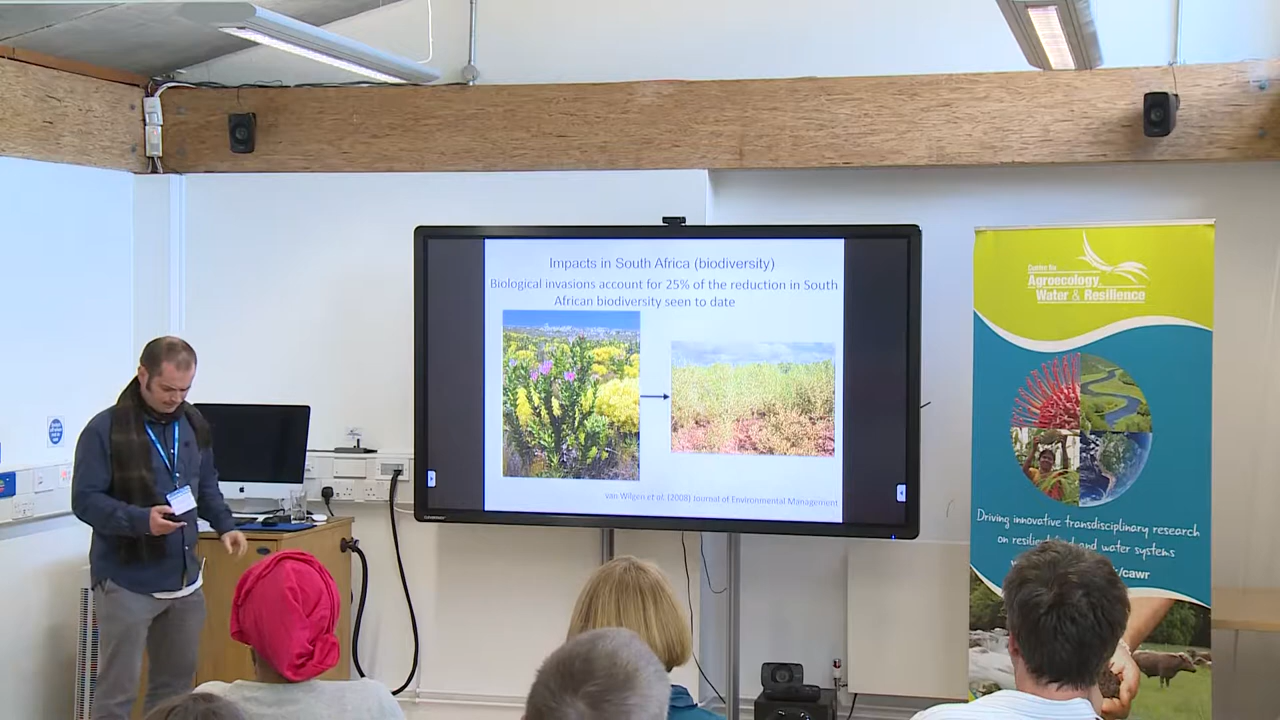 Impacts in South Africa (biodiversity)
Biological invasions account for 25% of the reduction in South
African biodiversity seen to date
van Wilgen et al. (2008) Journal of Environmental Management
Centre for
Agroecology,
Water & Resilience
Driving innovative transdisciplinary research
on resilient food and water systems
/cawr